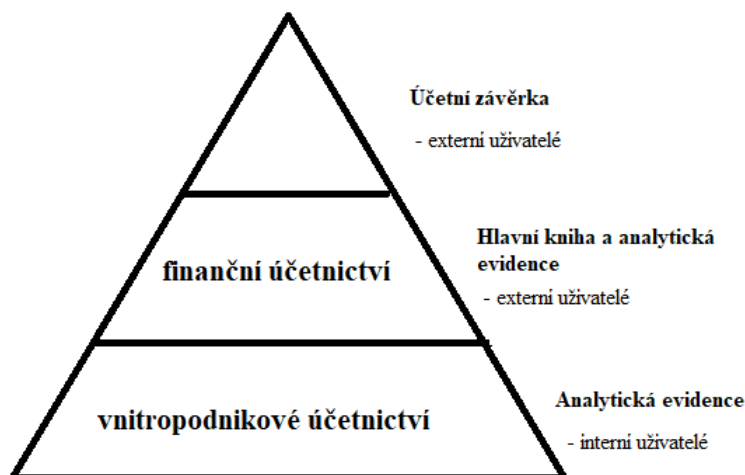 Účetní závěrka
- externí uživatelé
Hlavní kniha a analytická
evidence
finanční účetnictví
- externí uživatelé
Analytická evidence
vnitropodnikové účetnictví
- interní uživatelé